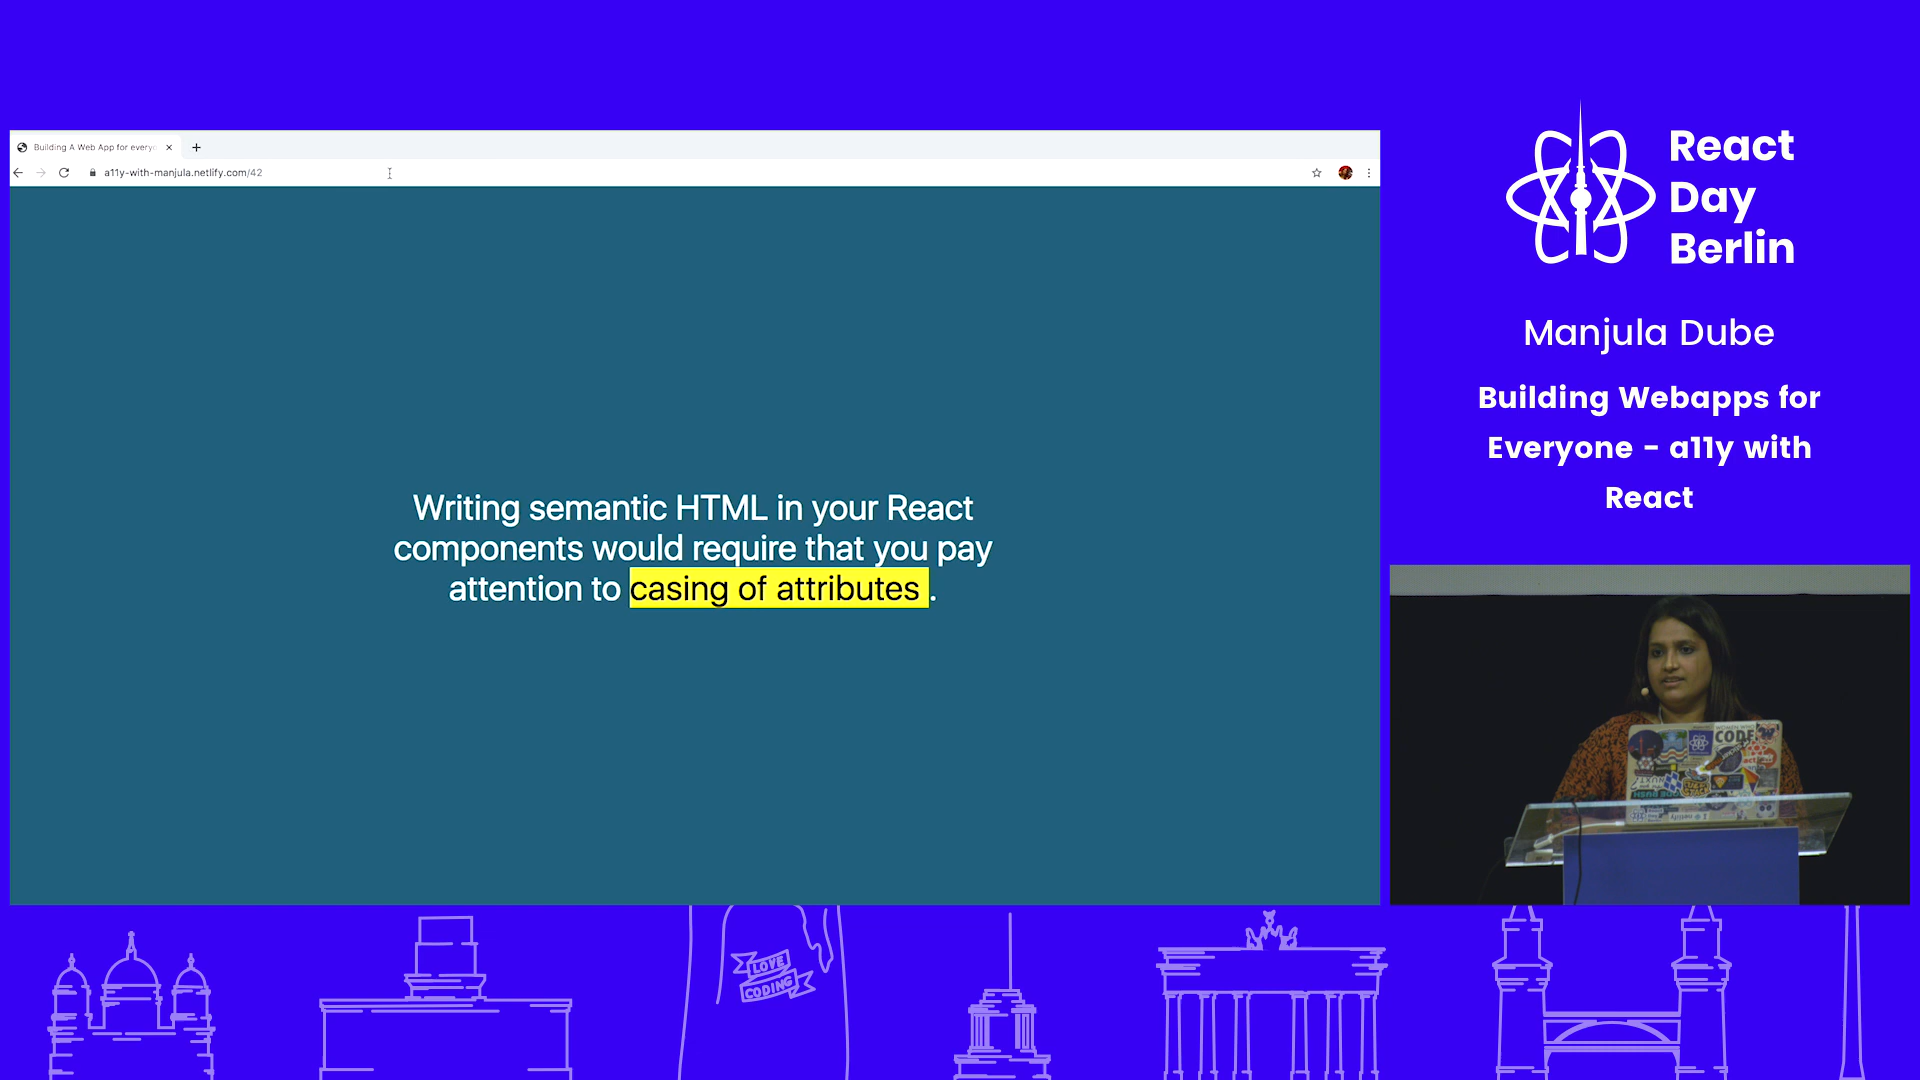 Building A Web App for everyo
a11y-with-manjula.netlify.com/42
Writing semantic HTML in your React
components would require that you pay
attention to casing of attributes .
React
Day
Berlin
Manjula Dube
Building Webapps for
Everyone - a11y with
React
CODE
LOVE
CODING